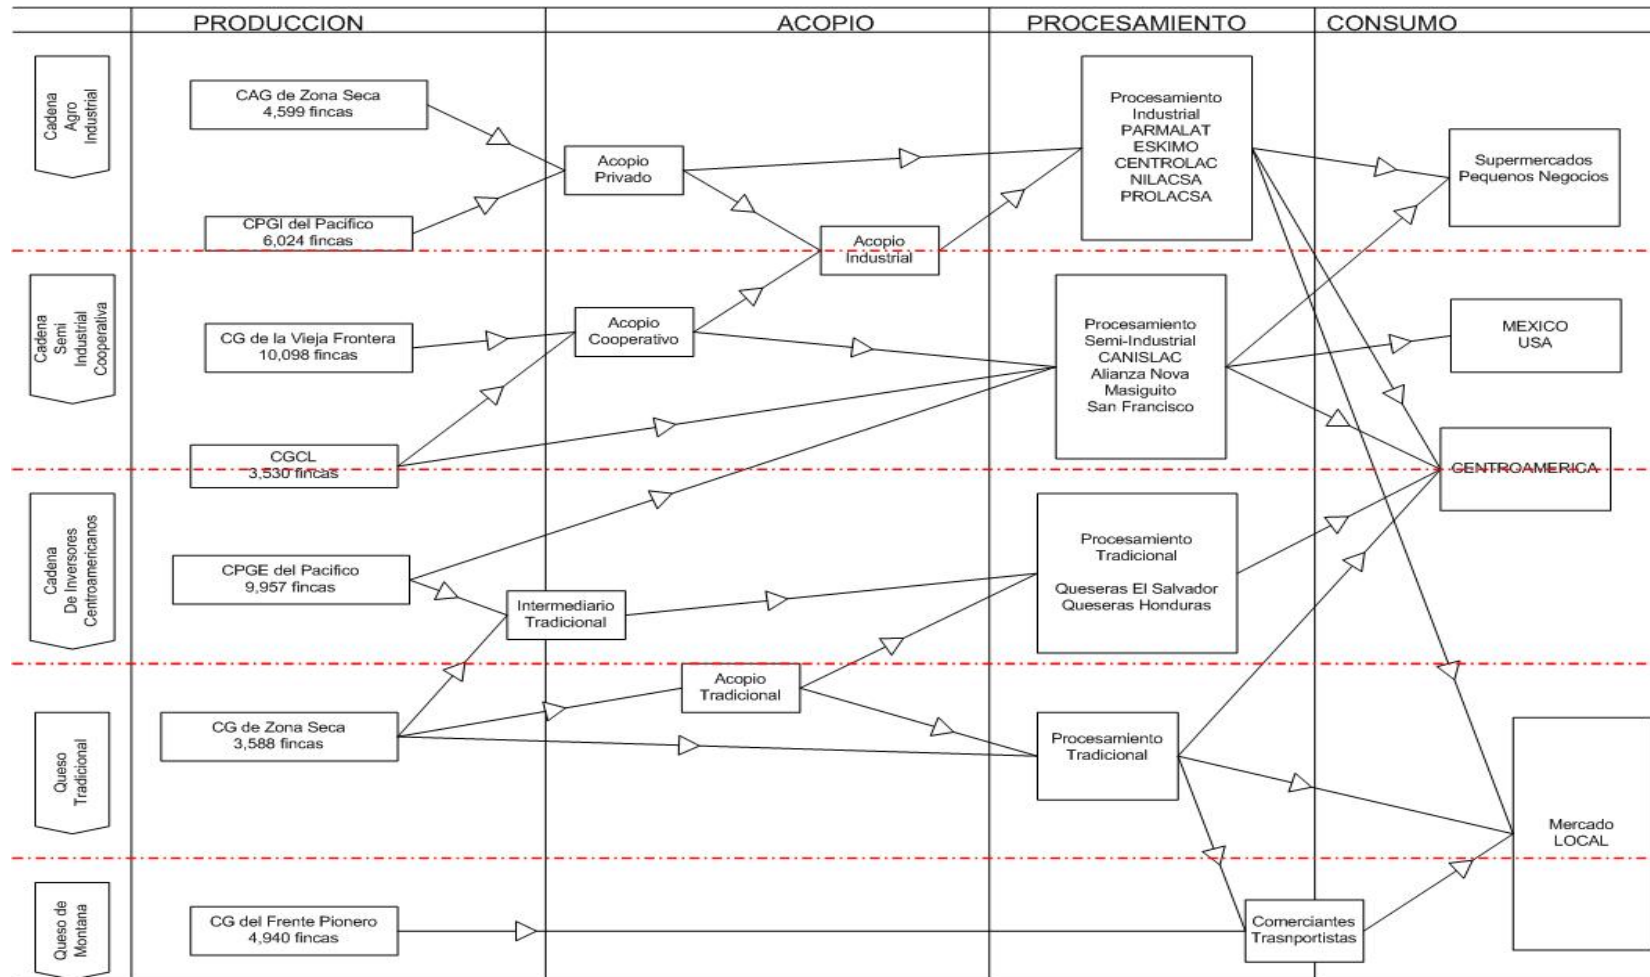 PRODUCCION
ACOPIO
PROCESAMIENTO
CONSUMO
Cadena
Agro
Industrial
CAG de Zona Seca
4,599 fincas
CPGI del Pacifico
6,024 fincas
Acopio
Privado
Acopio
Industrial
Procesamiento
Industrial
PARMALAT
ESKIMO
CENTROLAC
NILACSA
PROLACSA
Supermercados
Pequenos Negocios
Cadena
Semi
Industrial
Cooperativa
CG de la Vieja Frontera
10,098 fincas
CGCL
3,530 fincas
Acopio
Cooperativo
Procesamiento
Semi-Industrial
CANISLAC
Alianza Nova
Masiguito
San Francisco
MEXICO
USA
CENTROAMERICA
Cadena
De Inversores
Centroamericanos
CPGE del Pacifico
9,957 fincas
Intermediario
Tradicional
Procesamiento
Tradicional
Queseras El Salvador
Queseras Honduras
Queso
Tradicional
CG de Zona Seca
3,588 fincas
Acopio
Tradicional
Procesamiento
Tradicional
Mercado
LOCAL
Queso de
Montana
CG del Frente Pionero
4,940 fincas
Comerciantes
Trasnportistas